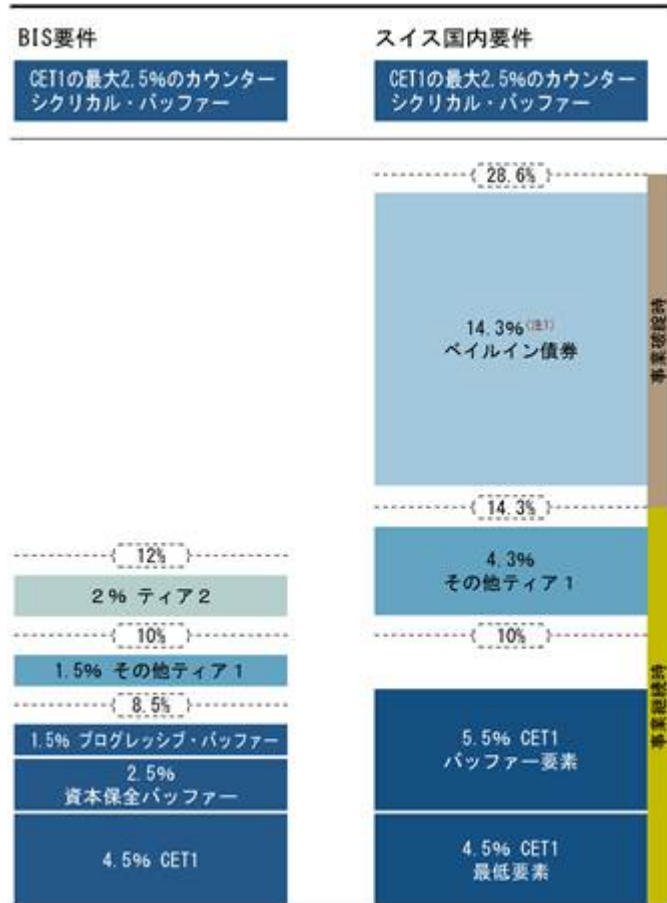 BIS要件
CET1の最大2.5%のカウンター
シクリカル・バッファー
12%
2% ティア2
10%
1.5% その他ティア1
8.5%
1.5% プログレッシブ・バッファー
2.5%
資本保全バッファー
4.5% CET1
スイス国内要件
CET1の最大2.5%のカウンター
シクリカル・バッファー
28.6%
14.3%(注1)
ベイルイン債券
14.3%
4.3%
その他ティア1
10%
5.5% CET1
バッファー要素
4.5% CET1
最低要素
事業破綻時
事業継続時